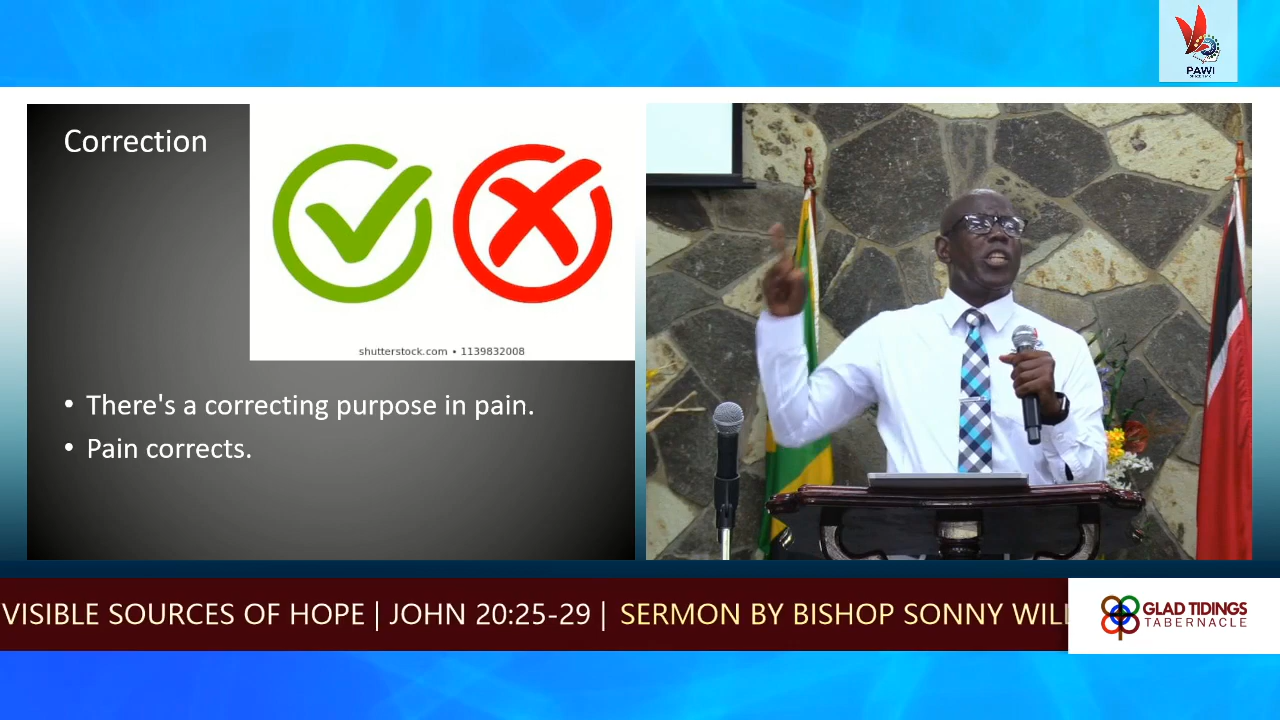 PAWI
Correction
shutterstock.com • 1139832008
• There's a correcting purpose in pain.
• Pain corrects.
VISIBLE SOURCES OF HOPE | JOHN 20:25-29 | SERMON BY BISHOP SONNY WILL
GLAD TIDINGS
TABERNACLE